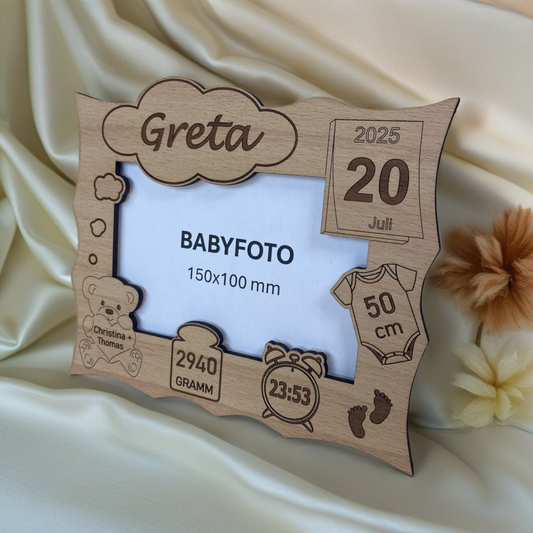 Greta
2025
20
Juli
BABYFOTO
150x100 mm
50
cm
Christina +
Thomas
2940
GRAMM
23:53